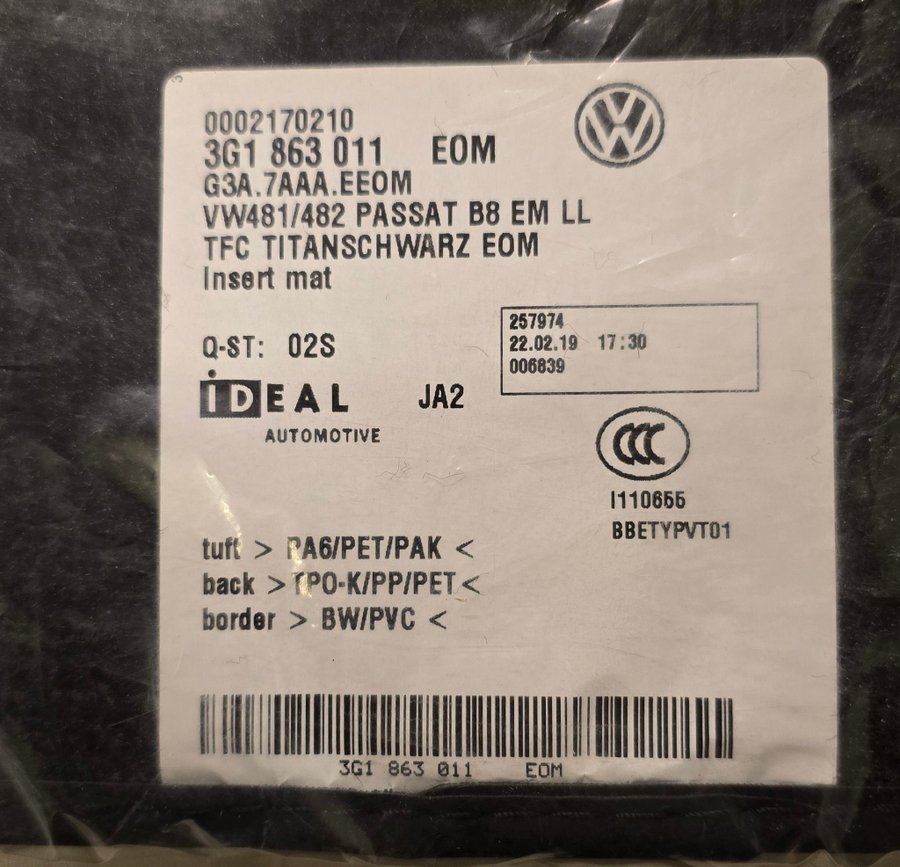 0002170210
3G1 863 011 EOM
G3A.7AAA.EEOM
VW481/482 PASSAT B8 EM LL
TFC TITANSCHWARZ EOM
Insert mat
257974
22.02.19 17:30
006839
Q-ST: 02S
iDEAL JA2
AUTOMOTIVE
CCC
I110655
BBETYPVT01
tuft > PA6/PET/PAK <
back > TPO-K/PP/PET <
border > BW/PVC <
3G1 863 011 EOM